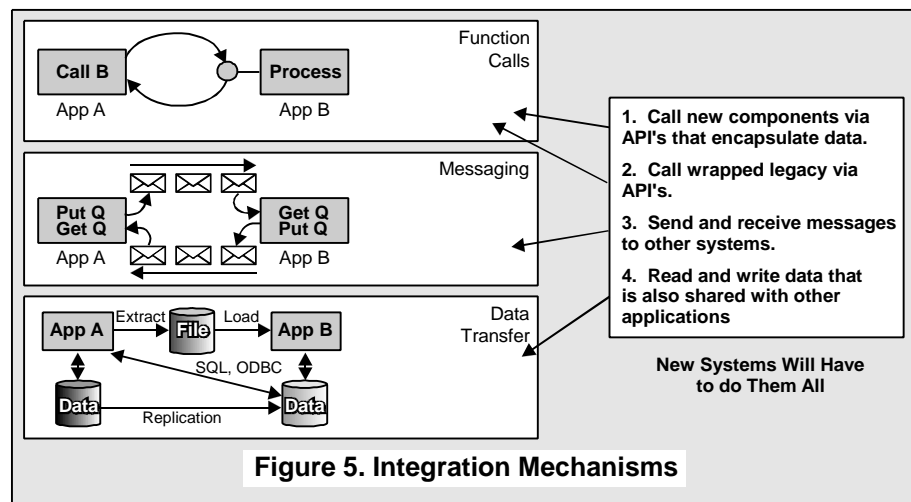 Function
Calls
Call B
Process
App A
App B
Messaging
Put Q
Get Q
Get Q
Put Q
App A
App B
Data
Transfer
App A
Extract
File
Load
App B
SQL, ODBC
Data
Replication
Data
1. Call new components via
API's that encapsulate data.
2. Call wrapped legacy via
API's.
3. Send and receive messages
to other systems.
4. Read and write data that
is also shared with other
applications
New Systems Will Have
to do Them All
Figure 5. Integration Mechanisms